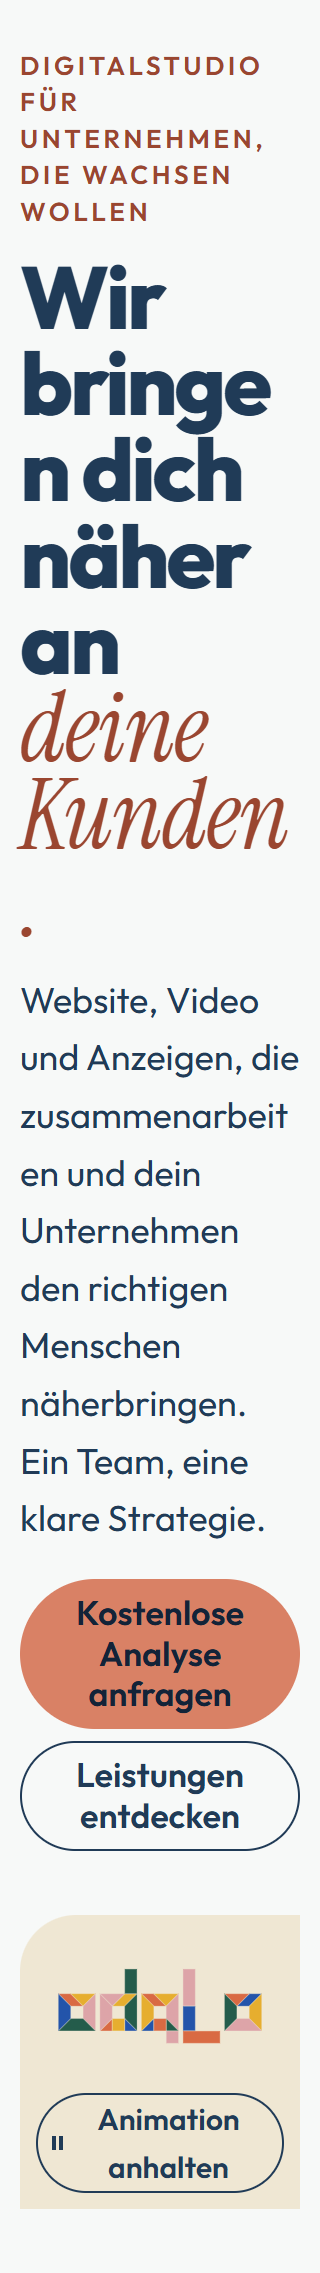 DIGITALSTUDIO
FÜR
UNTERNEHMEN,
DIE WACHSEN
WOLLEN
Wir
bringe
n dich
näher
an
deine
Kunden
.
Website, Video
und Anzeigen, die
zusammenarbeit
en und dein
Unternehmen
den richtigen
Menschen
näherbringen.
Ein Team, eine
klare Strategie.
Kostenlose
Analyse
anfragen
Leistungen
entdecken
odqLo
Animation
anhalten